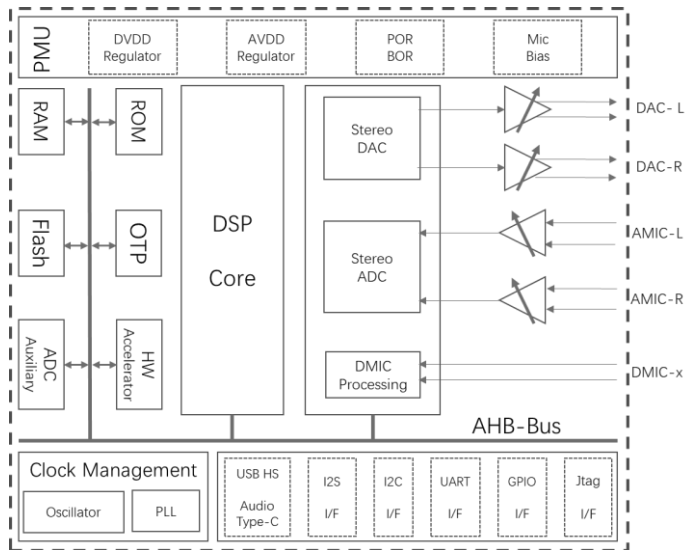 PMU
DVDD
Regulator
AVDD
Regulator
POR
BOR
Mic
Bias
RAM
ROM
Flash
OTP
ADC
Auxiliary
HW
Accelerator
DSP
Core
Stereo
DAC
Stereo
ADC
DMIC
Processing
DAC- L
DAC-R
AMIC-L
AMIC-R
DMIC-x
AHB-Bus
Clock Management
Oscillator
PLL
USB HS
Audio
Type-C
I2S
I/F
I2C
I/F
UART
I/F
GPIO
I/F
Jtag
I/F